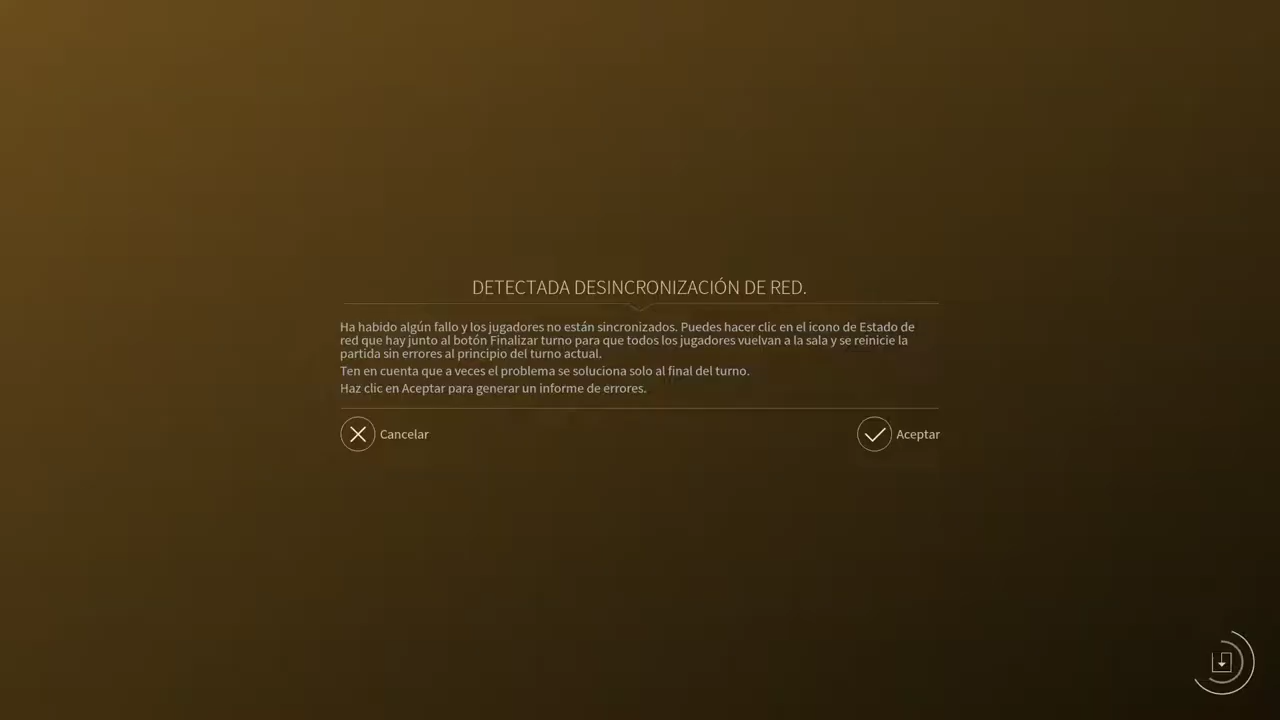 DETECTADA DESINCRONIZACIÓN DE RED.
Ha habido algún fallo y los jugadores no están sincronizados. Puedes hacer clic en el icono de Estado de
red que hay junto al botón Finalizar turno para que todos los jugadores vuelvan a la sala y se reinicie la
partida sin errores al principio del turno actual.
Ten en cuenta que a veces el problema se soluciona solo al final del turno.
Haz clic en Aceptar para generar un informe de errores.
Cancelar
Aceptar